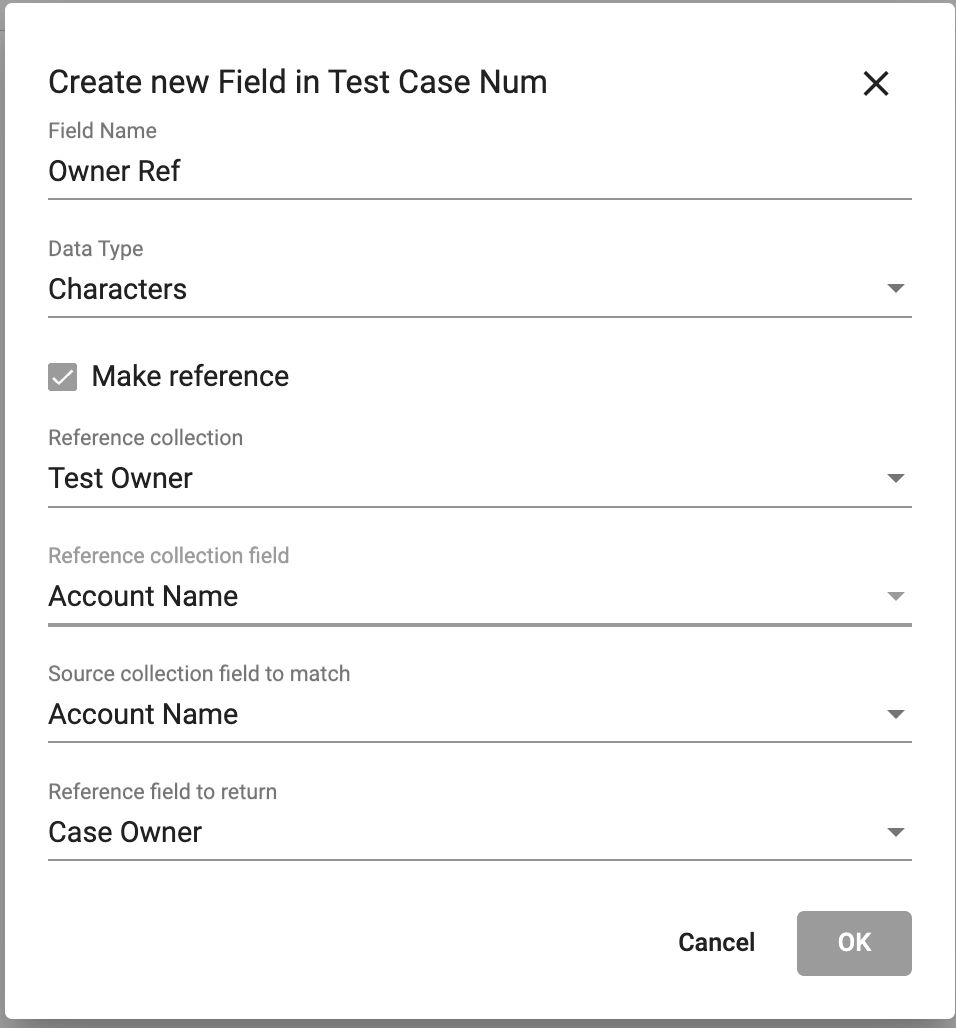 Create new Field in Test Case Num
Field Name
Owner Ref
Data Type
Characters
Make reference
Reference collection
Test Owner
Reference collection field
Account Name
Source collection field to match
Account Name
Reference field to return
Case Owner
Cancel OK